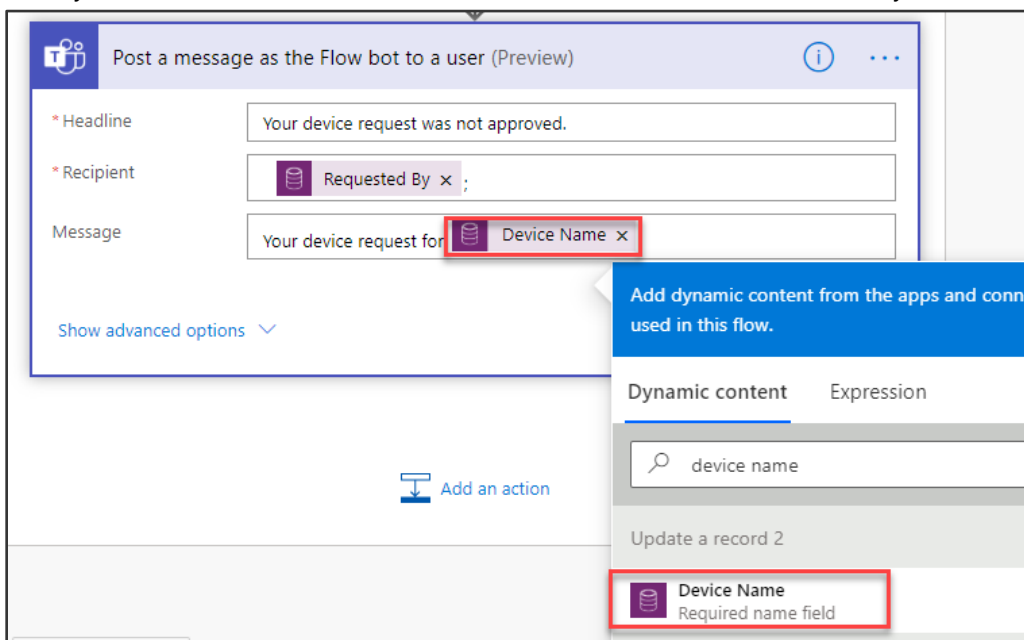 Post a message as the Flow bot to a user (Preview)
* Headline
Your device request was not approved.
* Recipient
Requested By × ;
Message
Your device request for Device Name ×
Show advanced options
Add dynamic content from the apps and conn
used in this flow.
Dynamic content Expression
device name
Add an action
Update a record 2
Device Name
Required name field